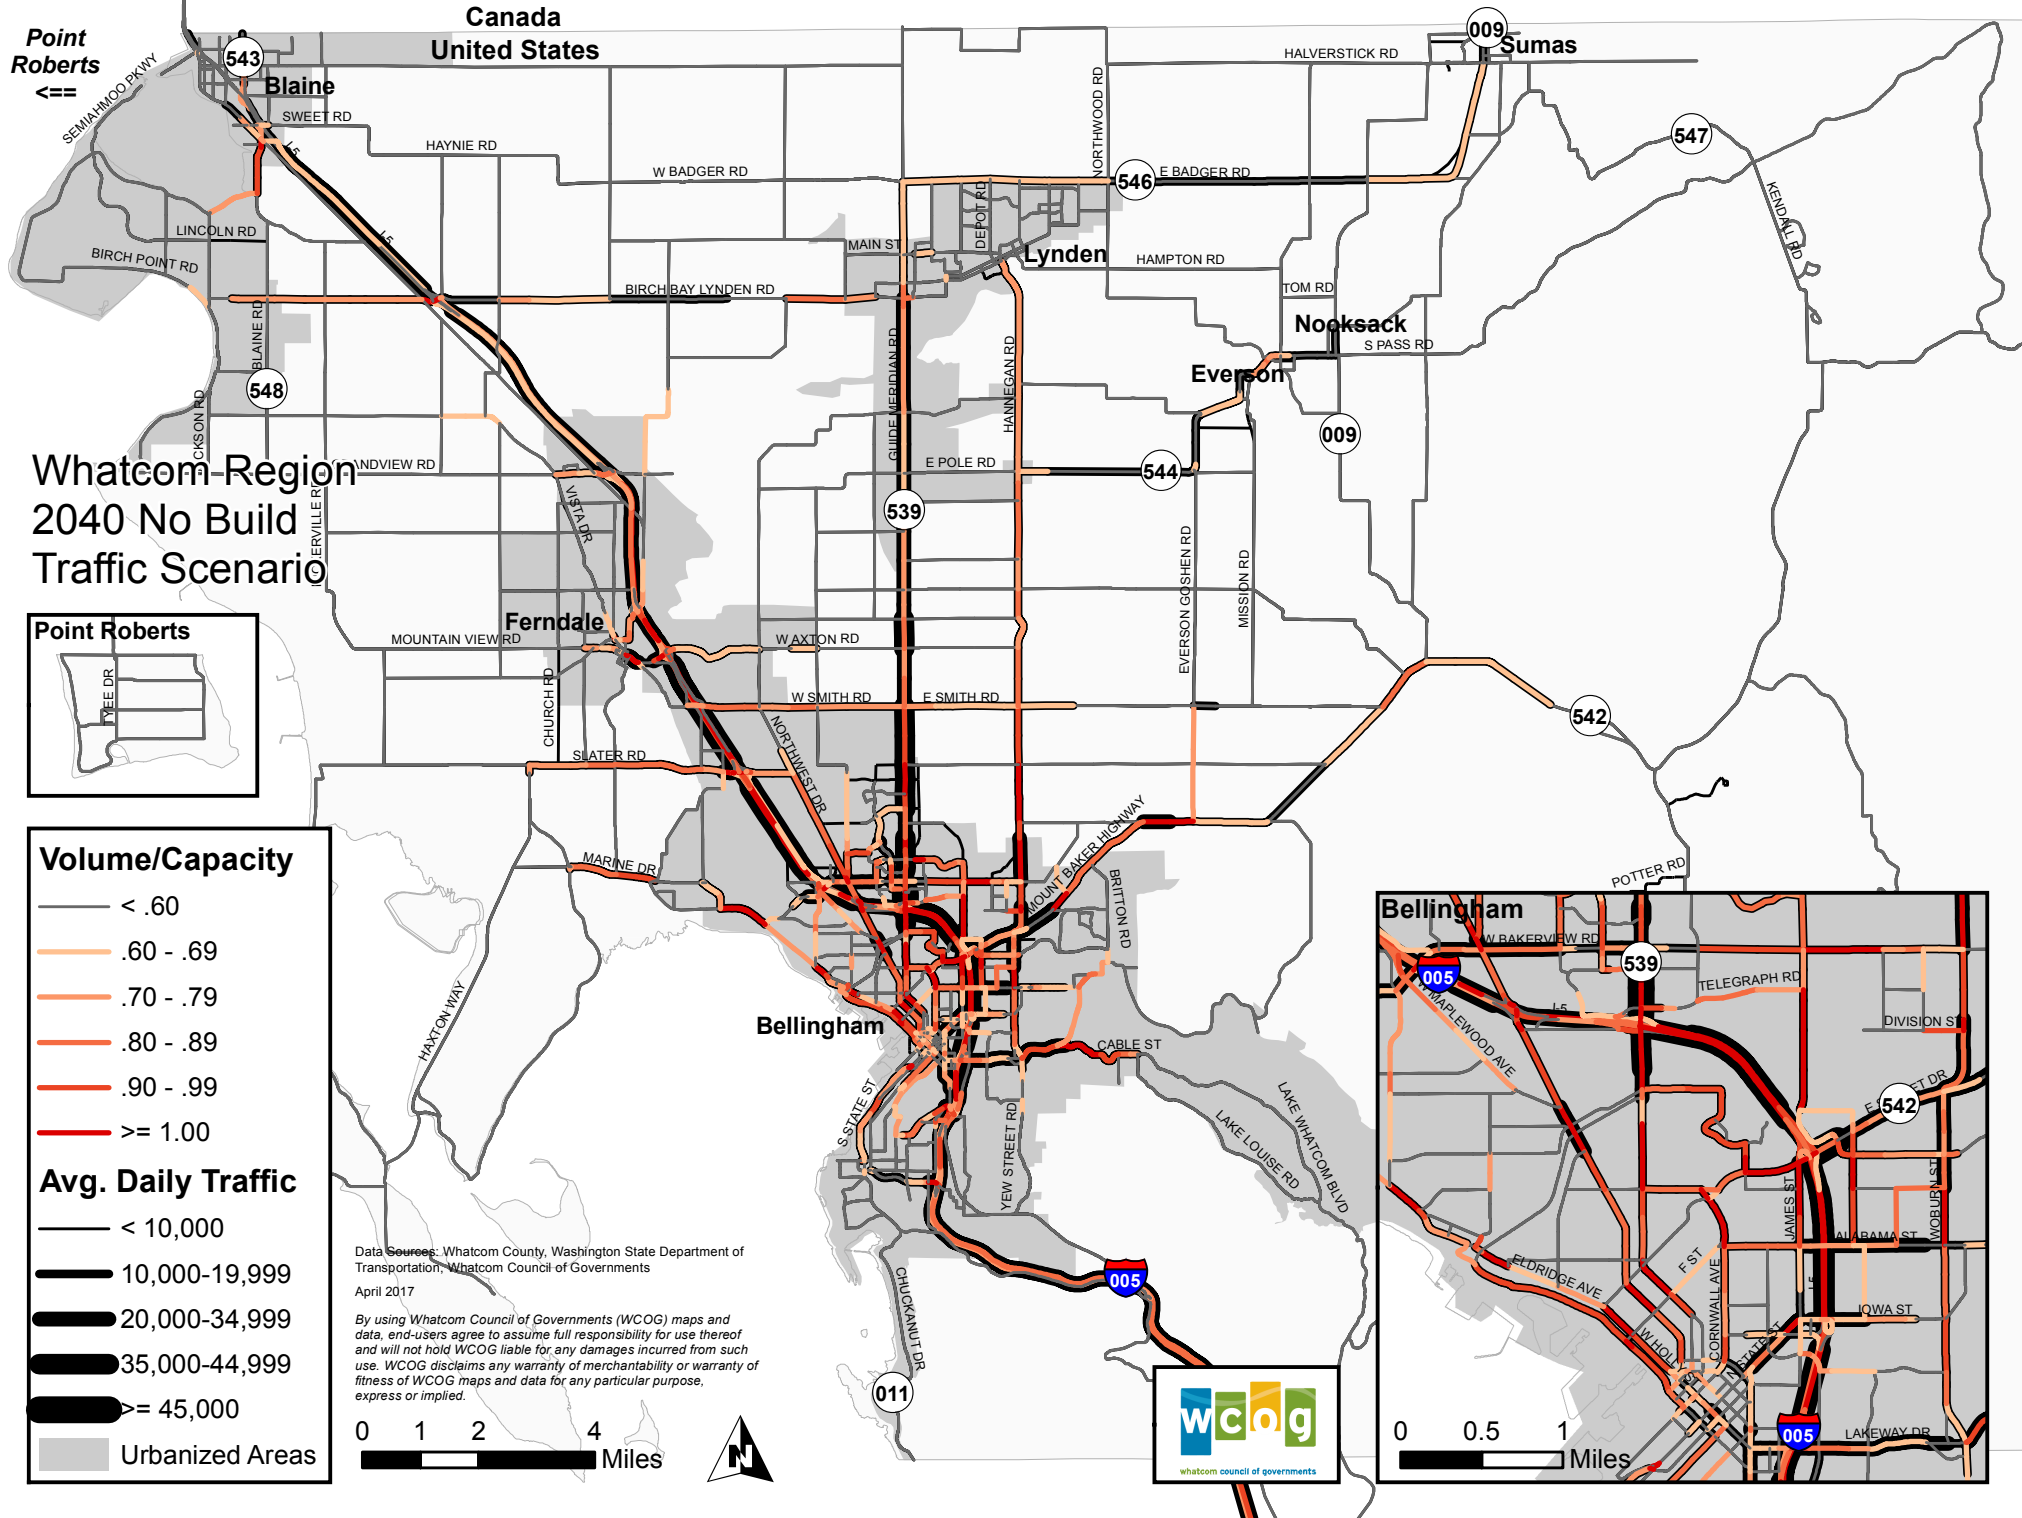 Canada
United States
Point
Roberts
<==
543
Blaine
SEMIAHMOO PKWY
SWEET RD
I-5
HAYNIE RD
W BADGER RD
546
E BADGER RD
NORTHWOOD RD
HALVERSTICK RD
009
Sumas
547
KENDALL RD
LINCOLN RD
BIRCH POINT RD
I-5
MAIN ST
DEPOT RD
Lynden
HAMPTON RD
TOM RD
BIRCH BAY LYNDEN RD
BLAINE RD
548
GUIDE MERIDIAN RD
HANNEGAN RD
Nooksack
S PASS RD
Everson
009
E POLE RD
544
539
VISTA DR
EVERSON GOSHEN RD
MISSION RD
Whatcom Region
2040 No Build
Traffic Scenario
Ferndale
MOUNTAIN VIEW RD
W AXTON RD
CHURCH RD
W SMITH RD
E SMITH RD
542
NORTHWEST DR
SLATER RD
MARINE DR
MOUNT BAKER HIGHWAY
BRITTON RD
POTTER RD
HAXTON WAY
Bellingham
CABLE ST
S STATE ST
YEW STREET RD
LAKE LOUISE RD
LAKE WHATCOM BLVD
CHUCKANUT DR
005
011
Point Roberts
TYEE DR
Volume/Capacity
< .60
.60 - .69
.70 - .79
.80 - .89
.90 - .99
>= 1.00
Avg. Daily Traffic
< 10,000
10,000-19,999
20,000-34,999
35,000-44,999
>= 45,000
Urbanized Areas
Data Sources: Whatcom County, Washington State Department of
Transportation, Whatcom Council of Governments
April 2017
By using Whatcom Council of Governments (WCOG) maps and
data, end-users agree to assume full responsibility for use thereof
and will not hold WCOG liable for any damages incurred from such
use. WCOG disclaims any warranty of merchantability or warranty of
fitness of WCOG maps and data for any particular purpose,
express or implied.
0 1 2 4
Miles
N
wcog
whatcom council of governments
Bellingham
W BAKERVIEW RD
539
005
TELEGRAPH RD
I-5
W MAPLEWOOD AVE
DIVISION ST
542
JAMES ST
WOBURN ST
ALABAMA ST
ELDRIDGE AVE
F ST
CORNWALL AVE
I-5
IOWA ST
W HOLLY
N STATE ST
005
LAKEWAY DR
0 0.5 1
Miles